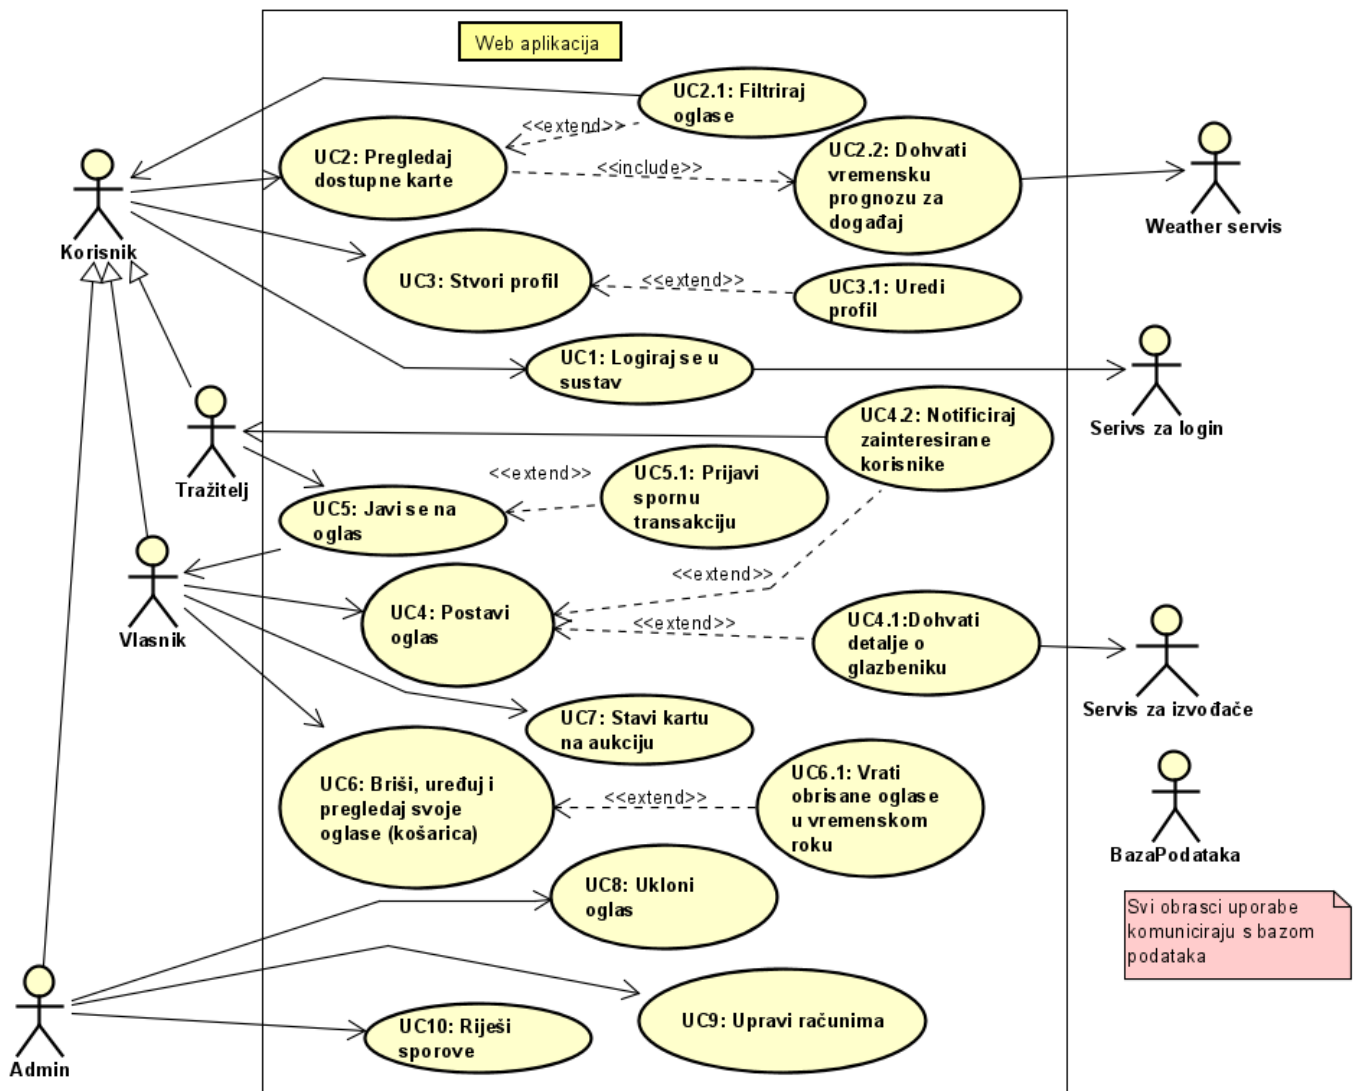 Web aplikacija
UC2.1: Filtriraj
oglase
<<extend>>
UC2: Pregledaj
dostupne karte
<<include>>
UC2.2: Dohvati
vremensku
prognozu za
događaj
Weather servis
Korisnik
UC3: Stvori profil
<<extend>>
UC3.1: Uredi
profil
UC1: Logiraj se u
sustav
Serivs za login
UC4.2: Notificiraj
zainteresirane
korisnike
Tražitelj
<<extend>>
UC5.1: Prijavi
spornu
transakciju
UC5: Javi se na
oglas
<<extend>>
UC4: Postavi
oglas
<<extend>>
UC4.1:Dohvati
detalje o
glazbeniku
Vlasnik
Servis za izvođače
UC7: Stavi kartu
na aukciju
UC6: Briši, uređuj i
pregledaj svoje
oglase (košarica)
<<extend>>
UC6.1: Vrati
obrisane oglase
u vremenskom
roku
BazaPodataka
UC8: Ukloni
oglas
Svi obrasci uporabe
komuniciraju s bazom
podataka
UC9: Upravi računima
UC10: Riješi
sporove
Admin